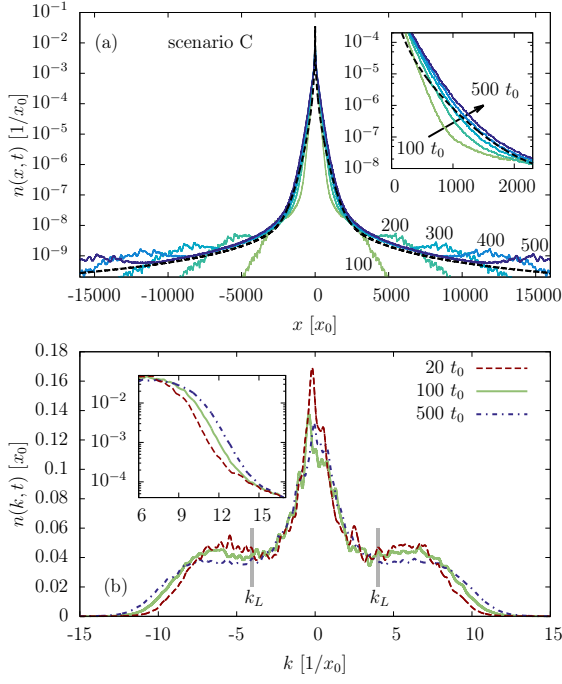 (a)
scenario C
n(x,t) [1/x₀]
10⁻¹
10⁻²
10⁻³
10⁻⁴
10⁻⁵
10⁻⁶
10⁻⁷
10⁻⁸
10⁻⁹
10⁻⁴
10⁻⁵
10⁻⁶
10⁻⁷
10⁻⁸
500 t₀
100 t₀
0 1000 2000
100
200
300
400
500
-15000 -10000 -5000 0 5000 10000 15000
x [x₀]
n(k,t) [x₀]
0.18
0.16
0.14
0.12
0.1
0.08
0.06
0.04
0.02
0
10⁻²
10⁻³
10⁻⁴
6 9 12 15
20 t₀
100 t₀
500 t₀
(b)
k_L
k_L
-15 -10 -5 0 5 10 15
k [1/x₀]